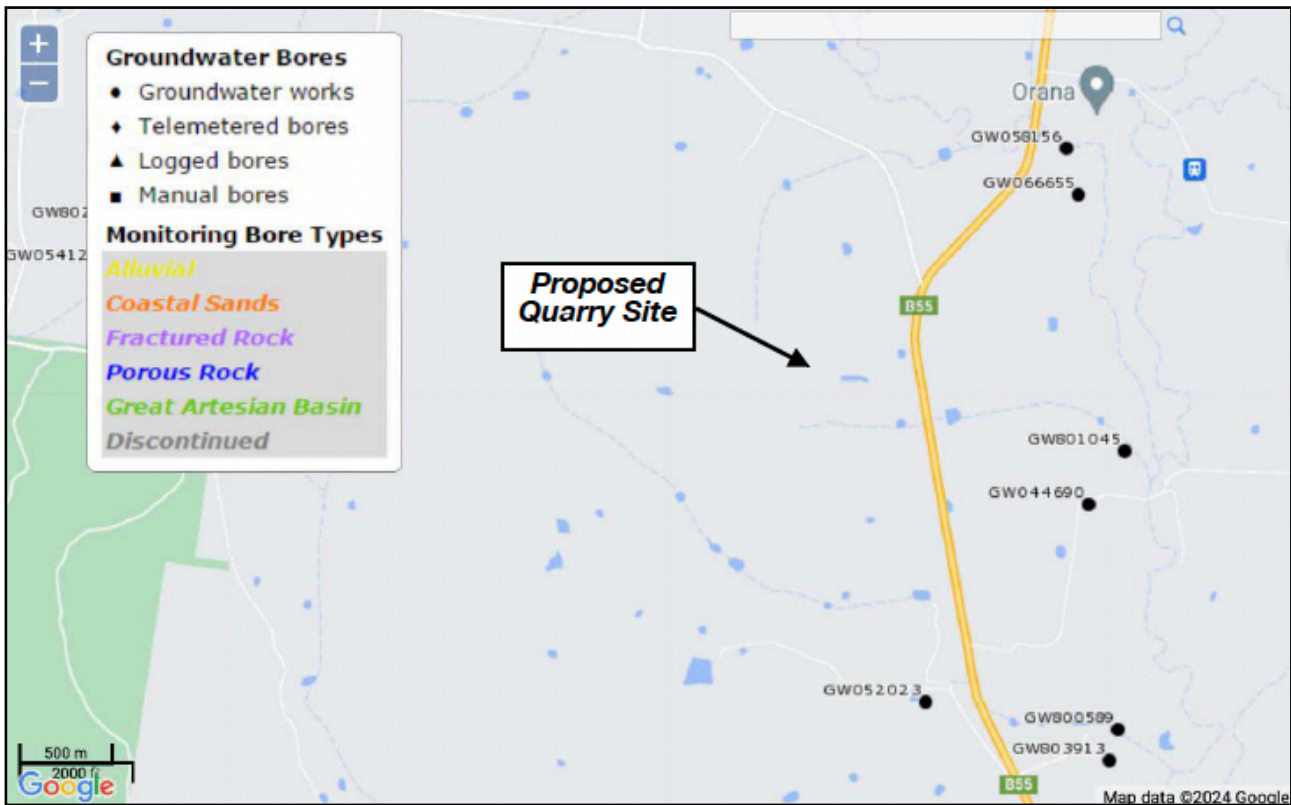 +
−
Groundwater Bores
Groundwater works
Telemetered bores
Logged bores
Manual bores
Monitoring Bore Types
Alluvial
Coastal Sands
Fractured Rock
Porous Rock
Great Artesian Basin
Discontinued
GW802
GW05412
Proposed
Quarry Site
Orana
GW058156
GW066655
B55
GW801045
GW044690
GW052023
GW800589
GW803913
B55
500 m
2000 ft
Google
Map data ©2024 Google